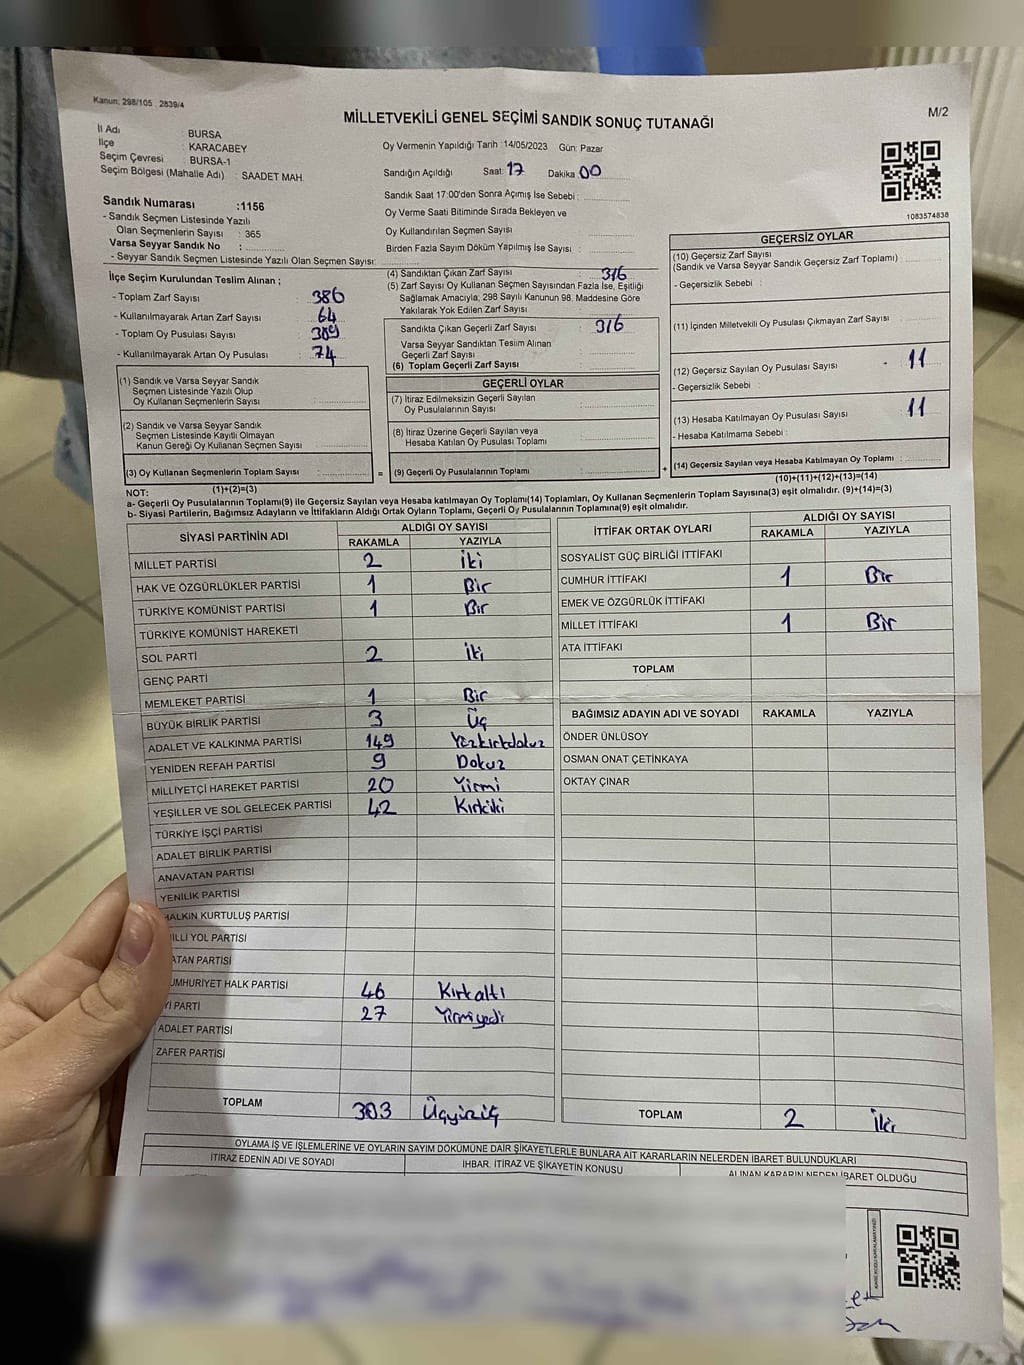 Kanun: 298/105 , 2839/4
M/2
MİLLETVEKİLİ GENEL SEÇİMİ SANDIK SONUÇ TUTANAĞI
İl Adı : BURSA
İlçe : KARACABEY
Seçim Çevresi : BURSA-1
Seçim Bölgesi (Mahalle Adı) : SAADET MAH.
Sandık Numarası :1156
- Sandık Seçmen Listesinde Yazılı
Olan Seçmenlerin Sayısı : 365
Varsa Seyyar Sandık No :
- Seyyar Sandık Seçmen Listesinde Yazılı Olan Seçmen Sayısı:
Oy Vermenin Yapıldığı Tarih :14/05/2023 Gün: Pazar
Sandığın Açıldığı Saat: 17 Dakika 00
Sandık Saat 17:00'den Sonra Açımış İse Sebebi :
Oy Verme Saati Bitiminde Sırada Bekleyen ve
Oy Kullandırılan Seçmen Sayısı :
Birden Fazla Sayım Döküm Yapılmış İse Sayısı :
1083574838
İlçe Seçim Kurulundan Teslim Alınan ;
- Toplam Zarf Sayısı : 386
- Kullanılmayarak Artan Zarf Sayısı : 64
- Toplam Oy Pusulası Sayısı : 389
- Kullanılmayarak Artan Oy Pusulası : 74
(4) Sandıktan Çıkan Zarf Sayısı : 316
(5) Zarf Sayısı Oy Kullanan Seçmen Sayısından Fazla İse, Eşitliği
Sağlamak Amacıyla; 298 Sayılı Kanunun 98. Maddesine Göre
Yakılarak Yok Edilen Zarf Sayısı :
Sandıkta Çıkan Geçerli Zarf Sayısı : 316
Varsa Seyyar Sandıktan Teslim Alınan
Geçerli Zarf Sayısı :
(6) Toplam Geçerli Zarf Sayısı :
GEÇERSİZ OYLAR
(10) Geçersiz Zarf Sayısı
(Sandık ve Varsa Seyyar Sandık Geçersiz Zarf Toplamı) :
- Geçersizlik Sebebi :
(11) İçinden Milletvekili Oy Pusulası Çıkmayan Zarf Sayısı :
(12) Geçersiz Sayılan Oy Pusulası Sayısı 11
- Geçersizlik Sebebi :
(13) Hesaba Katılmayan Oy Pusulası Sayısı : 11
- Hesaba Katılmama Sebebi :
(14) Geçersiz Sayılan veya Hesaba Katılmayan Oy Toplamı :
(10)+(11)+(12)+(13)=(14)
(1) Sandık ve Varsa Seyyar Sandık
Seçmen Listesinde Yazılı Olup
Oy Kullanan Seçmenlerin Sayısı :
(2) Sandık ve Varsa Seyyar Sandık
Seçmen Listesinde Kayıtlı Olmayan
Kanun Gereği Oy Kullanan Seçmen Sayısı :
(3) Oy Kullanan Seçmenlerin Toplam Sayısı :
(1)+(2)=(3)
=
GEÇERLİ OYLAR
(7) İtiraz Edilmeksizin Geçerli Sayılan
Oy Pusulalarının Sayısı :
(8) İtiraz Üzerine Geçerli Sayılan veya
Hesaba Katılan Oy Pusulası Toplamı :
(9) Geçerli Oy Pusulalarının Toplamı :
+
NOT:
a- Geçerli Oy Pusulalarının Toplamı(9) ile Geçersiz Sayılan veya Hesaba katılmayan Oy Toplamı(14) Toplamları, Oy Kullanan Seçmenlerin Toplam Sayısına(3) eşit olmalıdır. (9)+(14)=(3)
b- Siyasi Partilerin, Bağımsız Adayların ve İttifakların Aldığı Ortak Oyların Toplamı, Geçerli Oy Pusulalarının Toplamına(9) eşit olmalıdır.
SİYASİ PARTİNİN ADI ALDIĞI OY SAYISI
RAKAMLA YAZIYLA
MİLLET PARTİSİ 2 İki
HAK VE ÖZGÜRLÜKLER PARTİSİ 1 Bir
TÜRKİYE KOMÜNİST PARTİSİ 1 Bir
TÜRKİYE KOMÜNİST HAREKETİ
SOL PARTİ 2 İki
GENÇ PARTİ
MEMLEKET PARTİSİ 1 Bir
BÜYÜK BİRLİK PARTİSİ 3 Üç
ADALET VE KALKINMA PARTİSİ 149
YENİDEN REFAH PARTİSİ 9 Dokuz
MİLLİYETÇİ HAREKET PARTİSİ 20 Yirmi
YEŞİLLER VE SOL GELECEK PARTİSİ 42 Kırkiki
TÜRKİYE İŞÇİ PARTİSİ
ADALET BİRLİK PARTİSİ
ANAVATAN PARTİSİ
YENİLİK PARTİSİ
HALKIN KURTULUŞ PARTİSİ
İLLİ YOL PARTİSİ
ATAN PARTİSİ
UMHURİYET HALK PARTİSİ 46 Kırkaltı
Yİ PARTİ 27 Yirmiyedi
ADALET PARTİSİ
ZAFER PARTİSİ
TOPLAM 303 Üçyüzüç
İTTİFAK ORTAK OYLARI ALDIĞI OY SAYISI
RAKAMLA YAZIYLA
SOSYALİST GÜÇ BİRLİĞİ İTTİFAKI
CUMHUR İTTİFAKI 1 Bir
EMEK VE ÖZGÜRLÜK İTTİFAKI
MİLLET İTTİFAKI 1 Bir
ATA İTTİFAKI
TOPLAM
BAĞIMSIZ ADAYIN ADI VE SOYADI RAKAMLA YAZIYLA
ÖNDER ÜNLÜSOY
OSMAN ONAT ÇETİNKAYA
OKTAY ÇINAR
TOPLAM 2 İki
OYLAMA İŞ VE İŞLEMLERİNE VE OYLARIN SAYIM DÖKÜMÜNE DAİR ŞİKAYETLERLE BUNLARA AİT KARARLARIN NELERDEN İBARET BULUNDUKLARI
İTİRAZ EDENİN ADI VE SOYADI İHBAR, İTİRAZ VE ŞİKAYETİN KONUSU ALINAN KARARIN NEDEN İBARET OLDUĞU